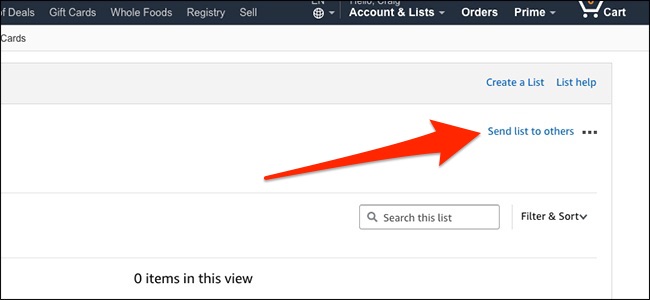 EN Hello, Craig
of Deals Gift Cards Whole Foods Registry Sell Account & Lists Orders Prime Cart
Cards
Create a List List help
Send list to others
Search this list Filter & Sort
0 items in this view